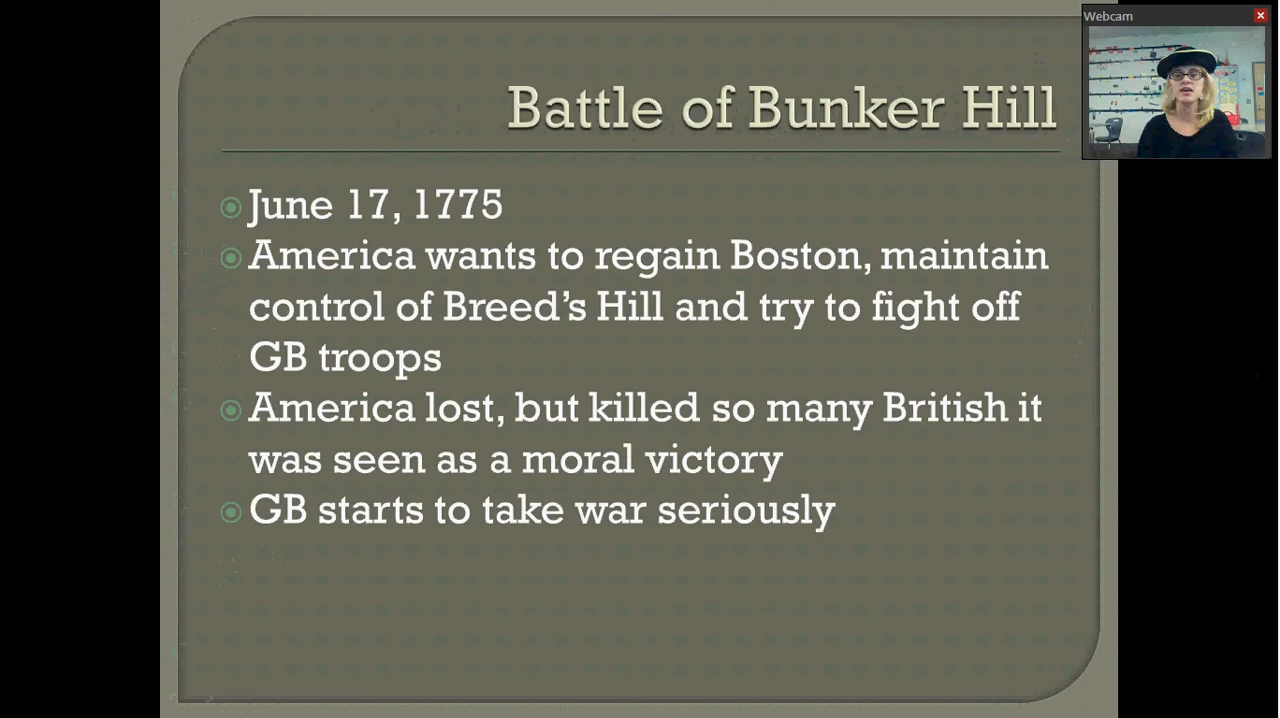 Webcam
Battle of Bunker Hill
June 17, 1775
America wants to regain Boston, maintain
control of Breed's Hill and try to fight off
GB troops
America lost, but killed so many British it
was seen as a moral victory
GB starts to take war seriously